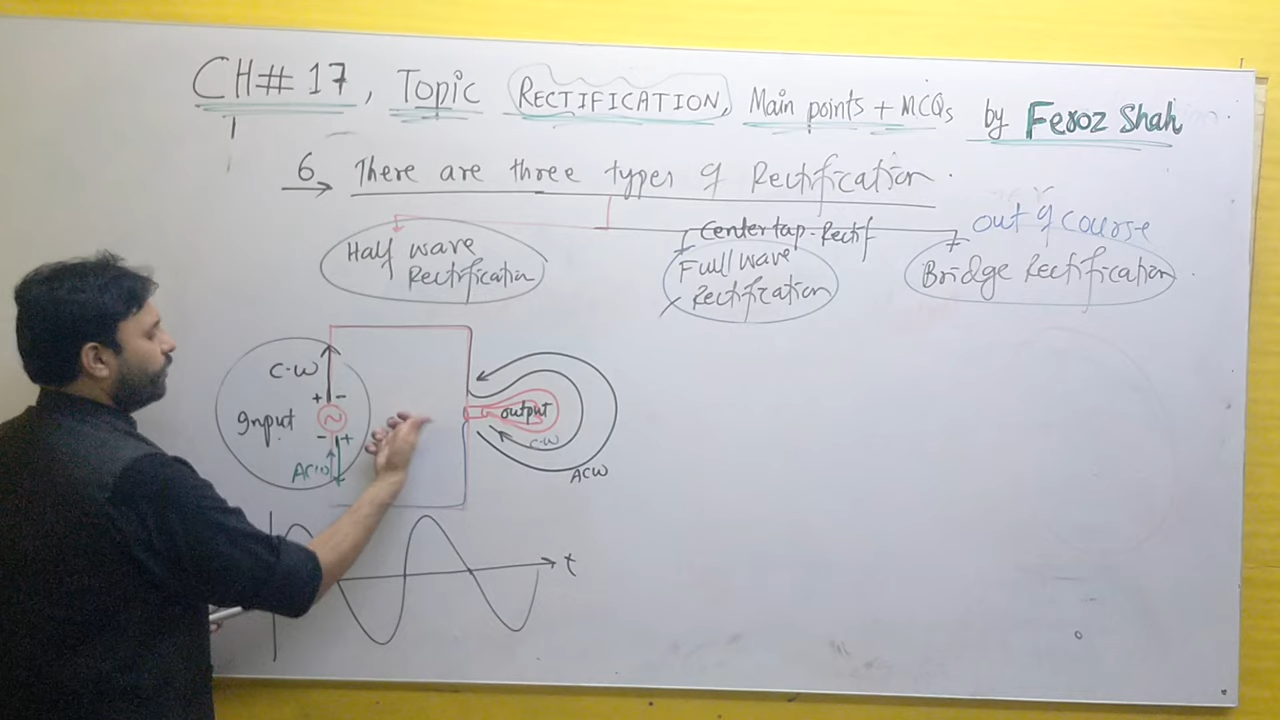 CH# 17, Topic RECTIFICATION, Main points + MCQs by Feroz Shah
6 There are three types of Rectification.
out of course
Center tap-Rectif
Half wave
Rectification
Full wave
Rectification
Bridge Rectification
C-W
+ -
Input
~
- +
ACW
output
C-W
ACW
t